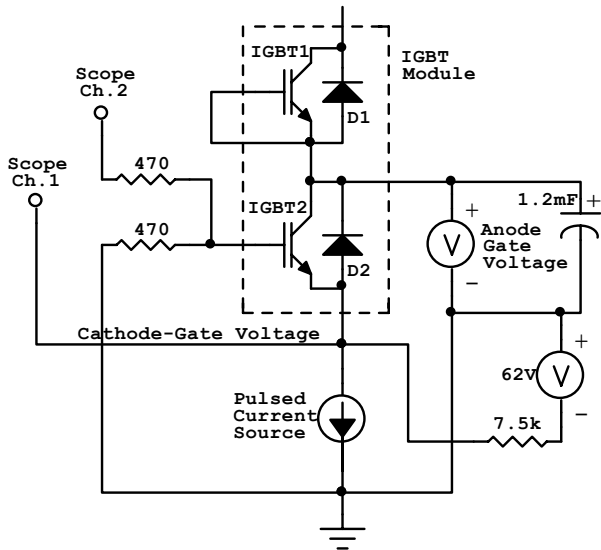 IGBT1
IGBT
Module
Scope
Ch.2
D1
Scope
Ch.1
470
1.2mF
+
470
IGBT2
+
Anode
Gate
Voltage
V
D2
−
Cathode-Gate Voltage
+
62V
V
Pulsed
Current
Source
−
7.5k